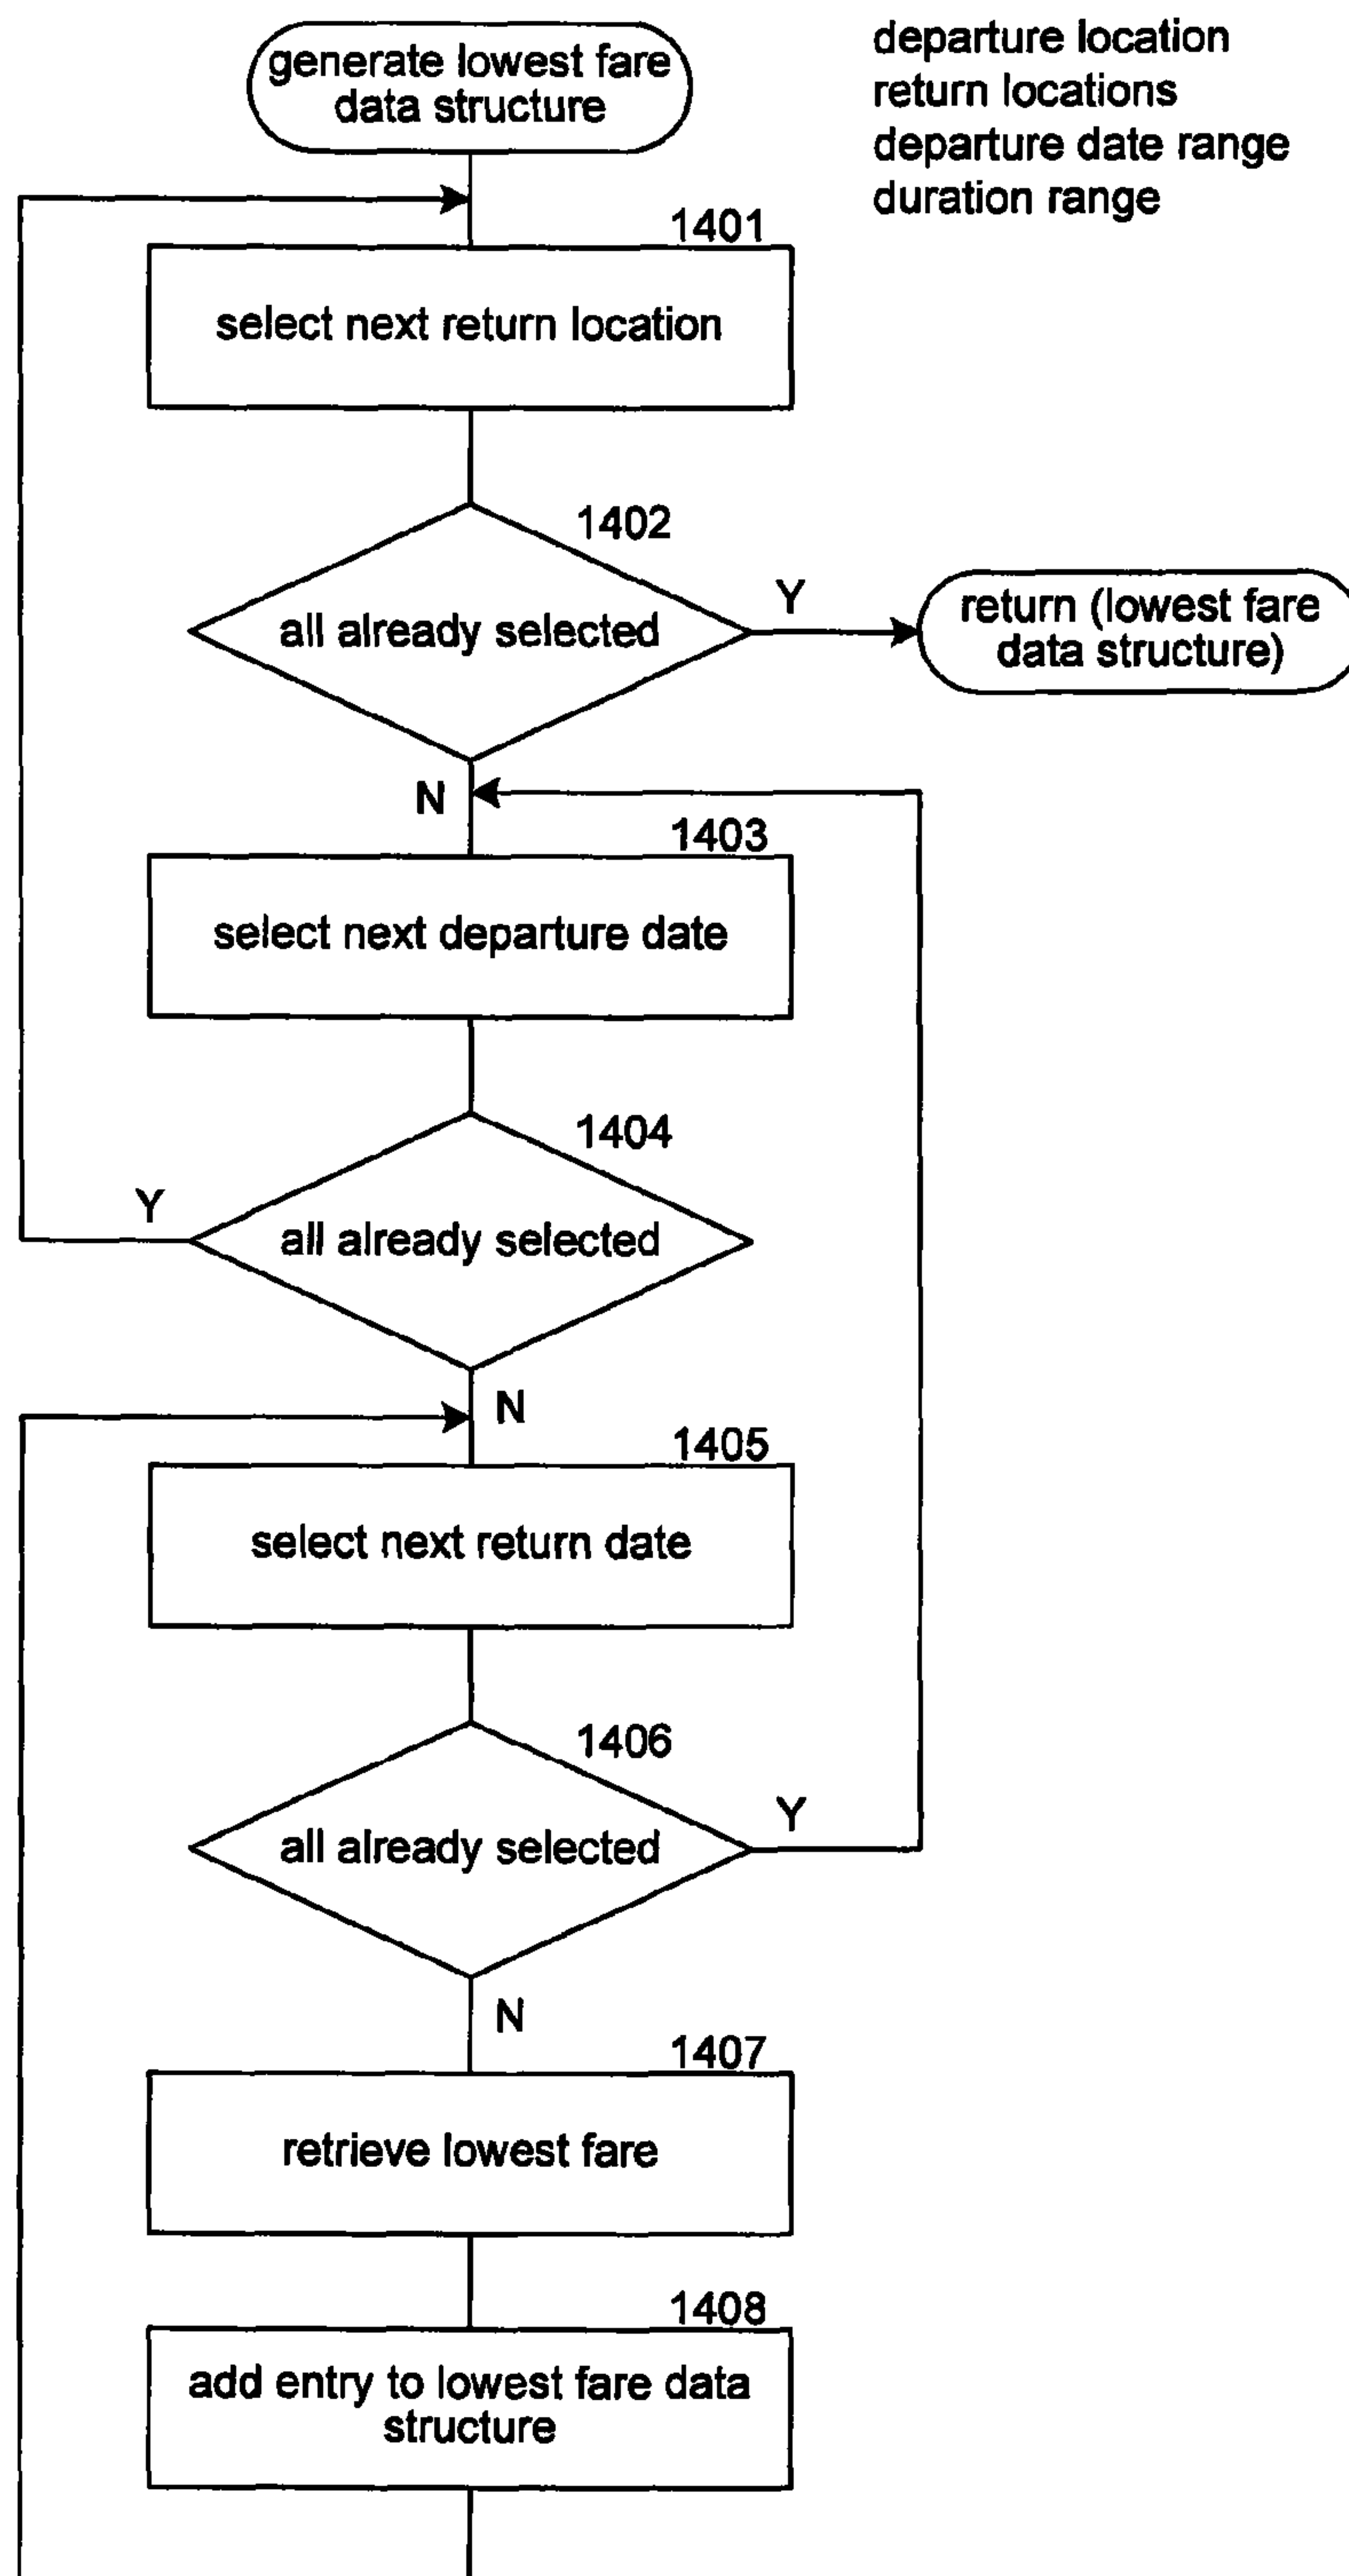 generate lowest fare
data structure
departure location
return locations
departure date range
duration range
1401
select next return location
1402
all already selected
Y
return (lowest fare
data structure)
N
1403
select next departure date
1404
all already selected
Y
N
1405
select next return date
1406
all already selected
Y
N
1407
retrieve lowest fare
1408
add entry to lowest fare data
structure